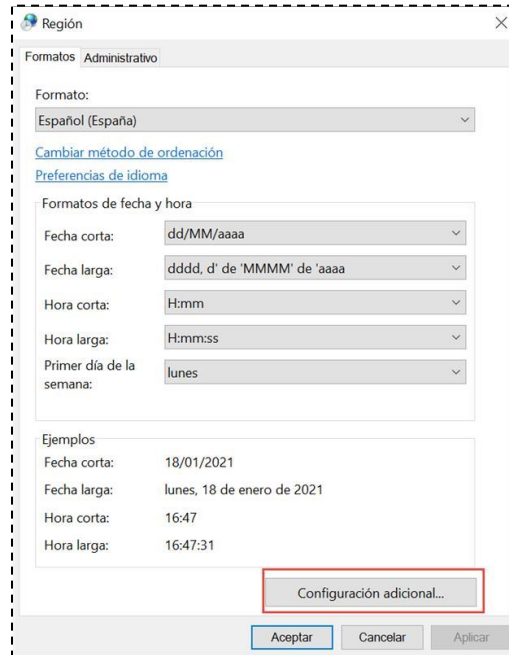 Región
Formatos Administrativo
Formato:
Español (España)
Cambiar método de ordenación
Preferencias de idioma
Formatos de fecha y hora
Fecha corta: dd/MM/aaaa
Fecha larga: dddd, d' de 'MMMM' de 'aaaa
Hora corta: H:mm
Hora larga: H:mm:ss
Primer día de la
semana: lunes
Ejemplos
Fecha corta: 18/01/2021
Fecha larga: lunes, 18 de enero de 2021
Hora corta: 16:47
Hora larga: 16:47:31
Configuración adicional...
Aceptar Cancelar Aplicar